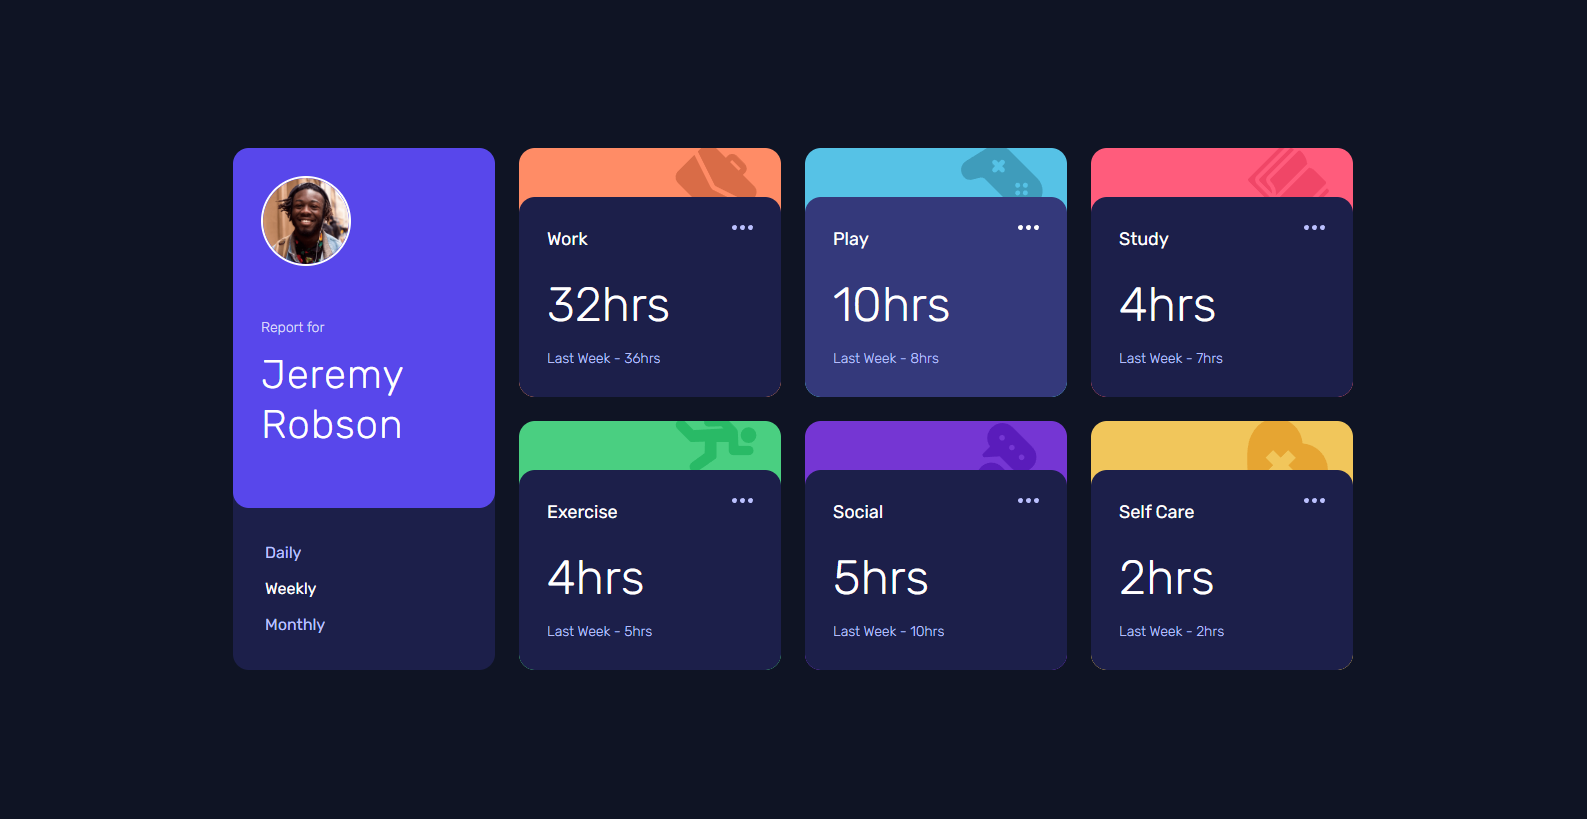 Report for
Jeremy
Robson
Daily
Weekly
Monthly
Work
32hrs
Last Week - 36hrs
Play
10hrs
Last Week - 8hrs
Study
4hrs
Last Week - 7hrs
Exercise
4hrs
Last Week - 5hrs
Social
5hrs
Last Week - 10hrs
Self Care
2hrs
Last Week - 2hrs